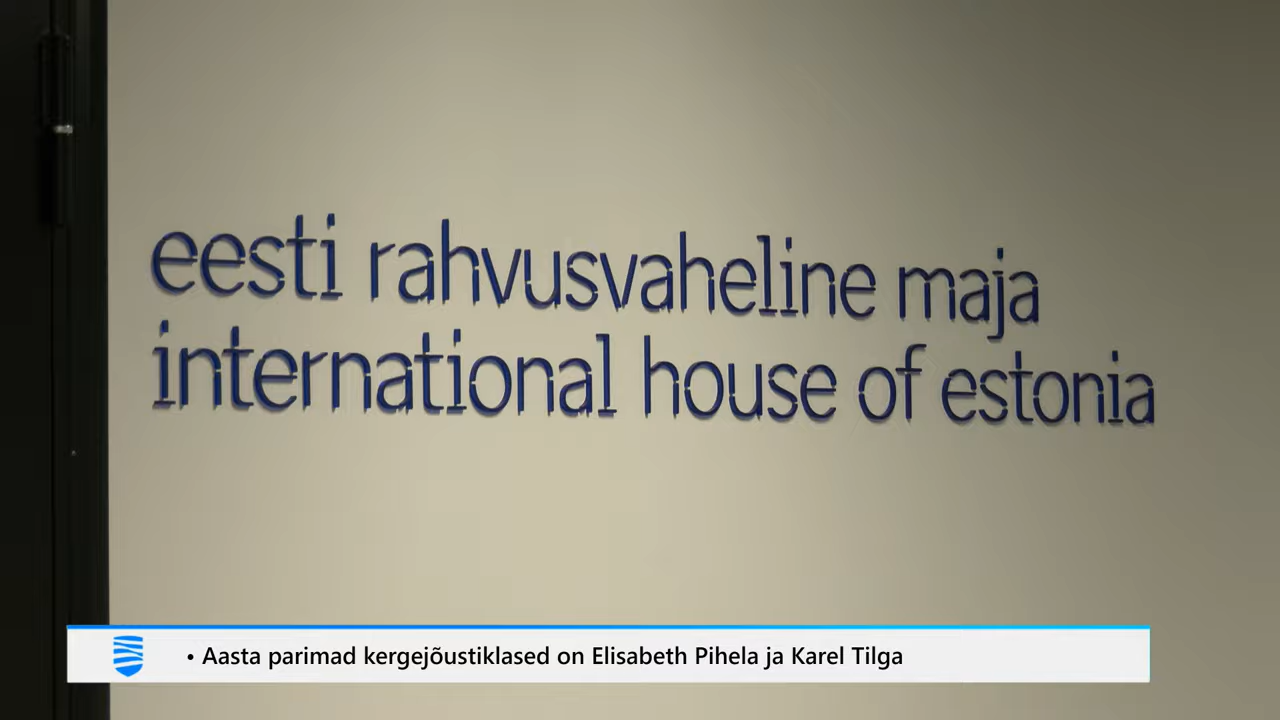 eesti rahvusvaheline maja
international house of estonia
• Aasta parimad kergejõustiklased on Elisabeth Pihela ja Karel Tilga